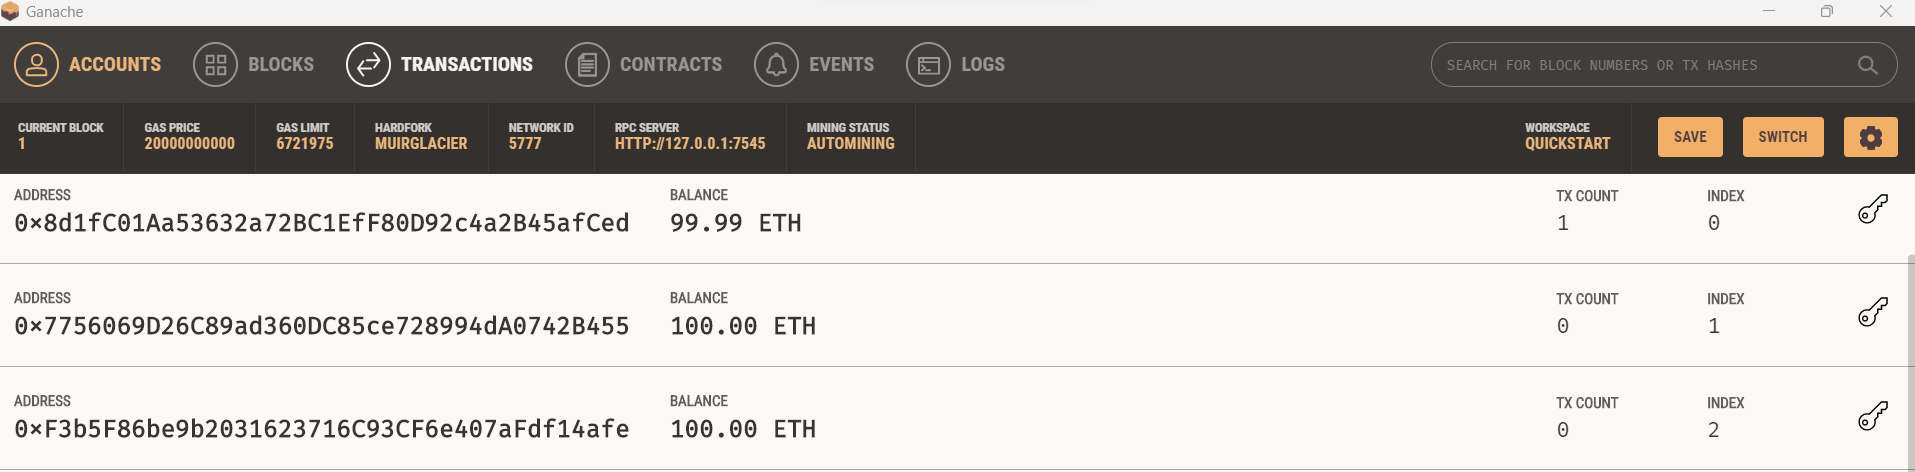 Ganache
ACCOUNTS BLOCKS TRANSACTIONS CONTRACTS EVENTS LOGS SEARCH FOR BLOCK NUMBERS OR TX HASHES
CURRENT BLOCK GAS PRICE GAS LIMIT HARDFORK NETWORK ID RPC SERVER MINING STATUS WORKSPACE
1 20000000000 6721975 MUIRGLACIER 5777 HTTP://127.0.0.1:7545 AUTOMINING QUICKSTART SAVE SWITCH
ADDRESS BALANCE TX COUNT INDEX
0×8d1fC01Aa53632a72BC1EfF80D92c4a2B45afCed 99.99 ETH 1 0
ADDRESS BALANCE TX COUNT INDEX
0×7756069D26C89ad360DC85ce728994dA0742B455 100.00 ETH 0 1
ADDRESS BALANCE TX COUNT INDEX
0×F3b5F86be9b2031623716C93CF6e407aFdf14afe 100.00 ETH 0 2